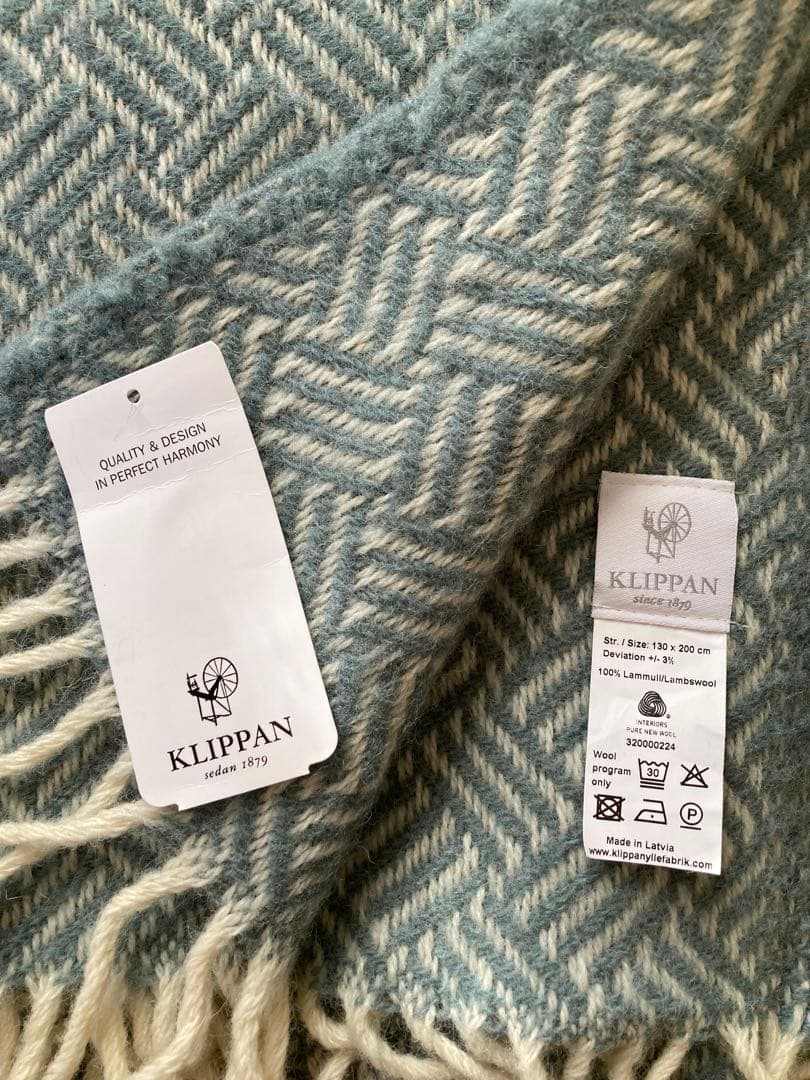 QUALITY & DESIGN
IN PERFECT HARMONY
KLIPPAN
sedan 1879
KLIPPAN
since 1879
Str. / Size: 130 x 200 cm
Deviation +/- 3%
100% Lammull/Lambswool
INTERIORS
PURE NEW WOOL
320000224
Wool
program
only
30
P
Made in Latvia
www.klippanyllefabrik.com